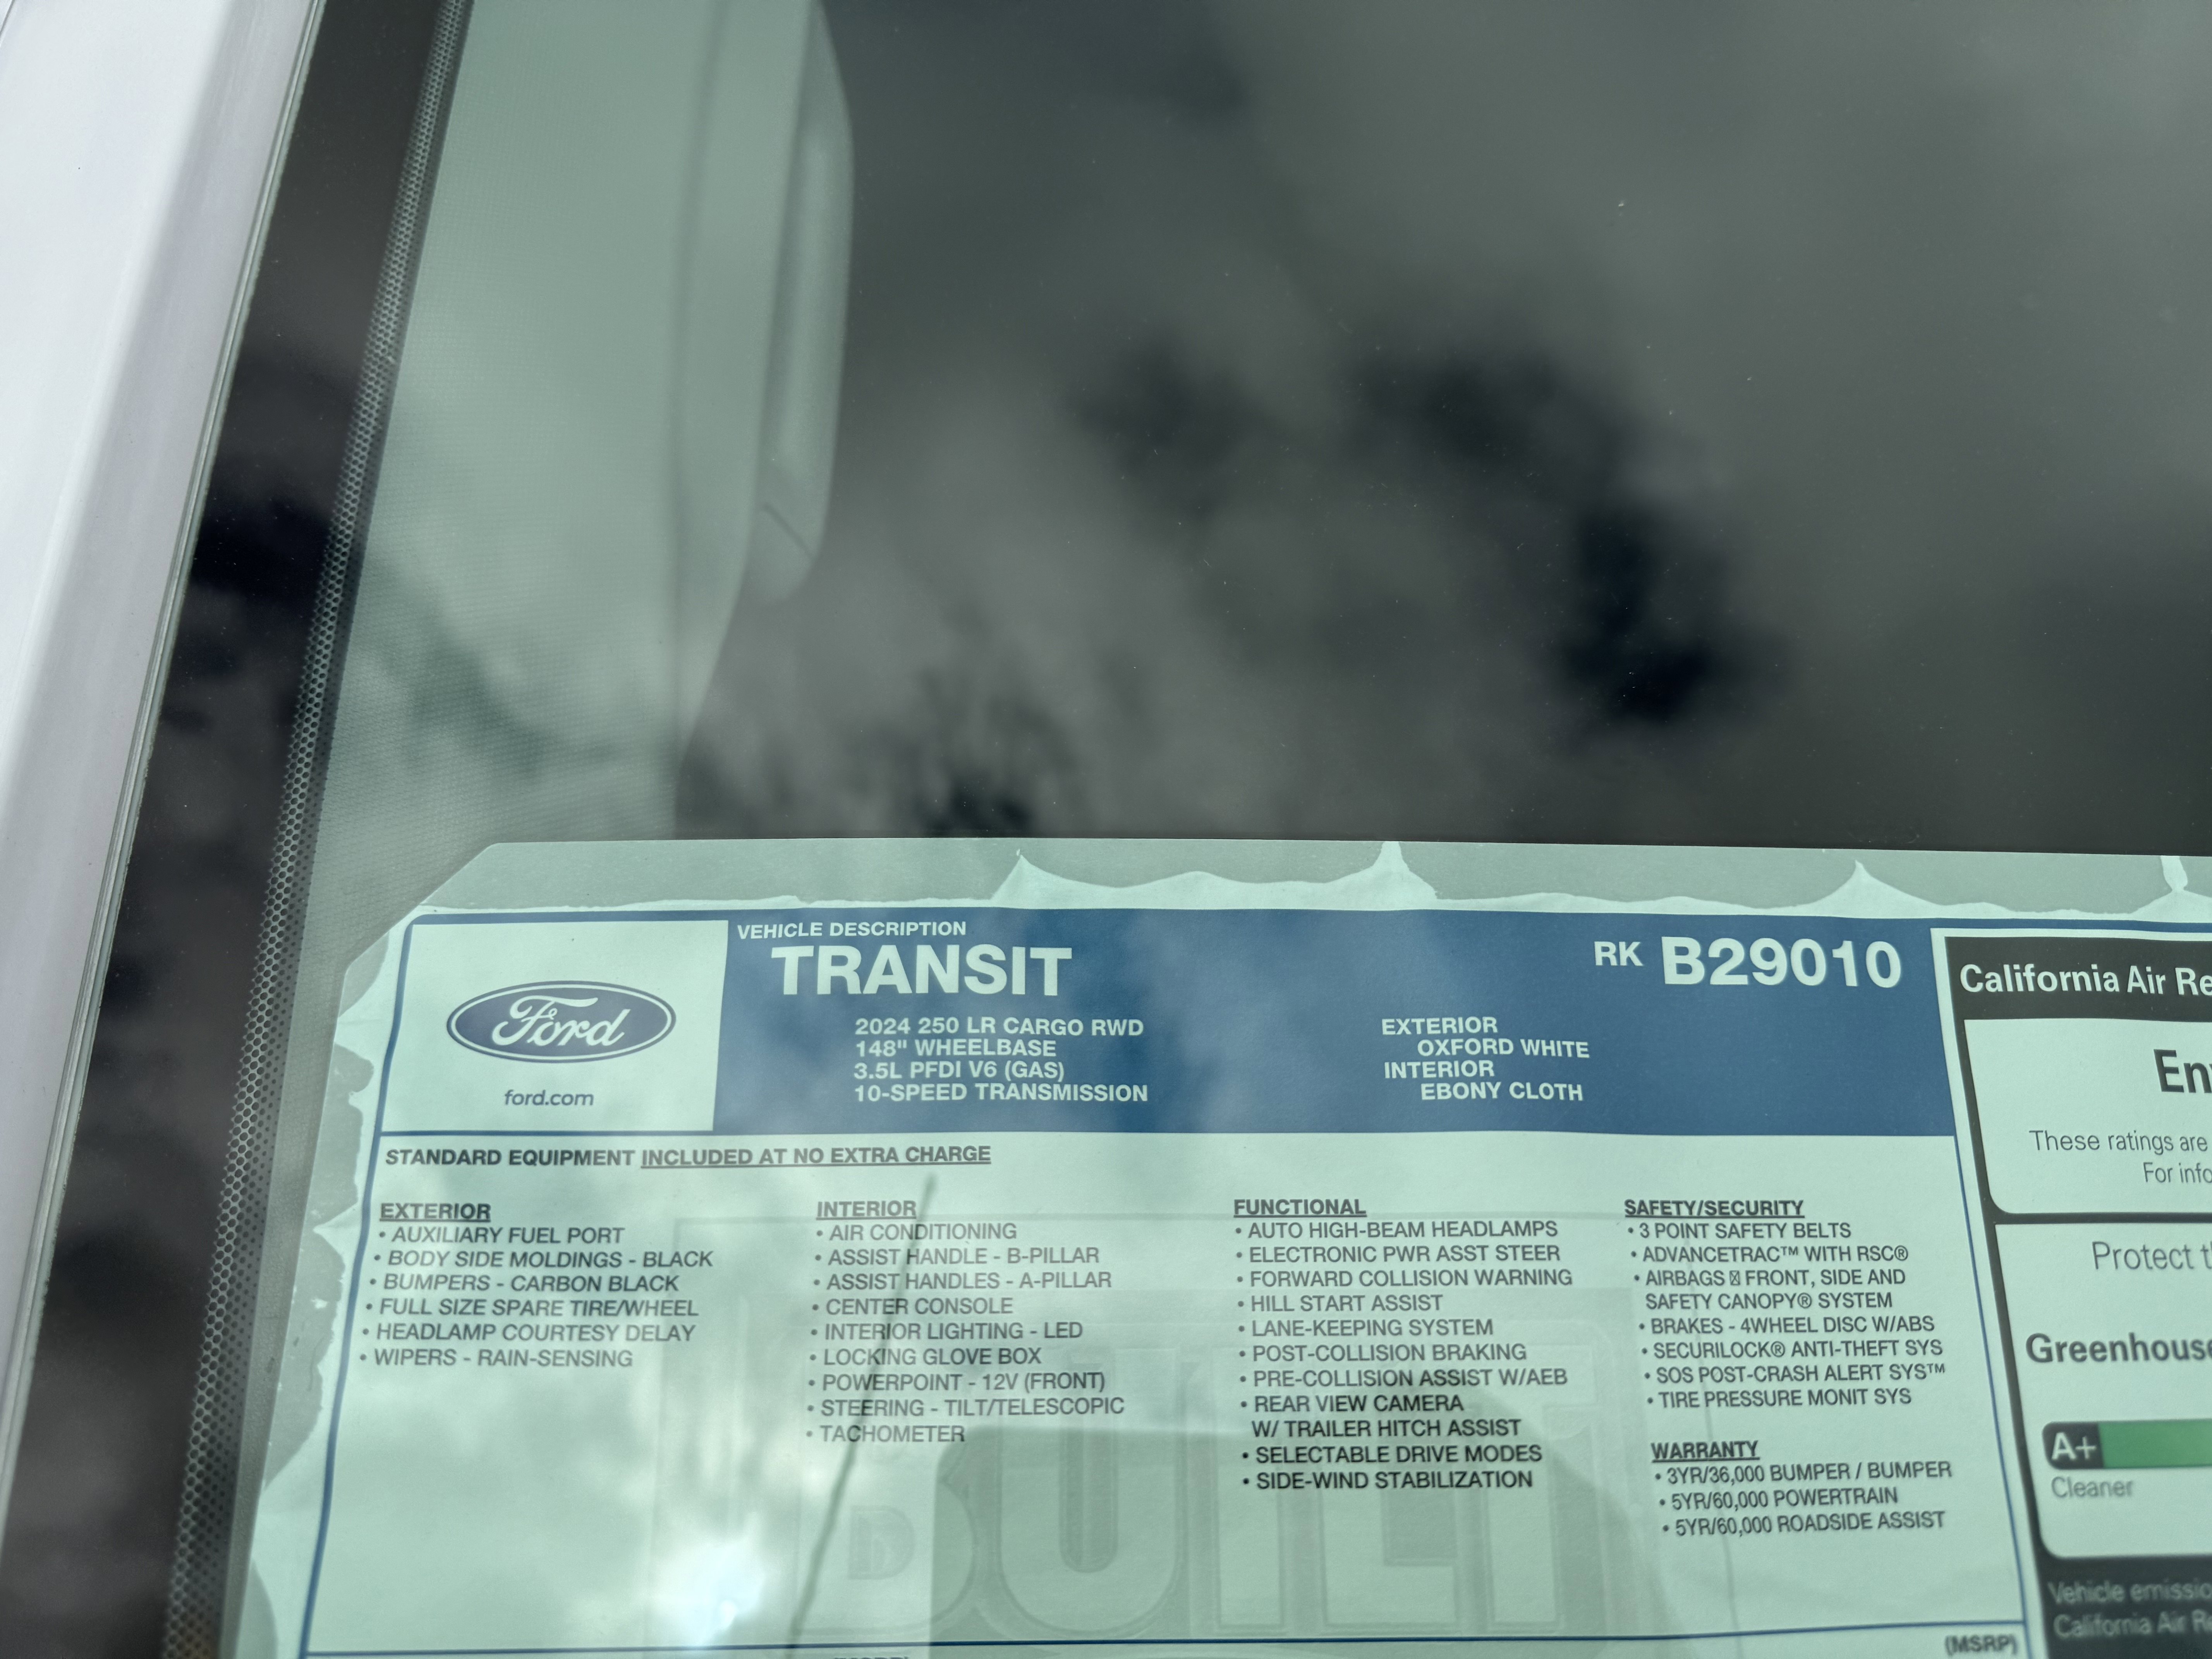 Ford
ford.com
VEHICLE DESCRIPTION
TRANSIT
2024 250 LR CARGO RWD
148" WHEELBASE
3.5L PFDI V6 (GAS)
10-SPEED TRANSMISSION
RK B29010
EXTERIOR
OXFORD WHITE
INTERIOR
EBONY CLOTH
STANDARD EQUIPMENT INCLUDED AT NO EXTRA CHARGE
EXTERIOR
• AUXILIARY FUEL PORT
• BODY SIDE MOLDINGS - BLACK
• BUMPERS - CARBON BLACK
• FULL SIZE SPARE TIRE/WHEEL
• HEADLAMP COURTESY DELAY
• WIPERS - RAIN-SENSING
INTERIOR
• AIR CONDITIONING
• ASSIST HANDLE - B-PILLAR
• ASSIST HANDLES - A-PILLAR
• CENTER CONSOLE
• INTERIOR LIGHTING - LED
• LOCKING GLOVE BOX
• POWERPOINT - 12V (FRONT)
• STEERING - TILT/TELESCOPIC
• TACHOMETER
FUNCTIONAL
• AUTO HIGH-BEAM HEADLAMPS
• ELECTRONIC PWR ASST STEER
• FORWARD COLLISION WARNING
• HILL START ASSIST
• LANE-KEEPING SYSTEM
• POST-COLLISION BRAKING
• PRE-COLLISION ASSIST W/AEB
• REAR VIEW CAMERA
W/ TRAILER HITCH ASSIST
• SELECTABLE DRIVE MODES
• SIDE-WIND STABILIZATION
SAFETY/SECURITY
• 3 POINT SAFETY BELTS
• ADVANCETRAC™ WITH RSC®
• AIRBAGS FRONT, SIDE AND
SAFETY CANOPY® SYSTEM
• BRAKES - 4WHEEL DISC W/ABS
• SECURILOCK® ANTI-THEFT SYS
• SOS POST-CRASH ALERT SYS™
• TIRE PRESSURE MONIT SYS
WARRANTY
• 3YR/36,000 BUMPER / BUMPER
• 5YR/60,000 POWERTRAIN
• 5YR/60,000 ROADSIDE ASSIST
(MSRP)
BUILT
California Air Re
En
These ratings are
For info
Protect t
Greenhouse
A+
Cleaner
Vehicle emissio
California Air R